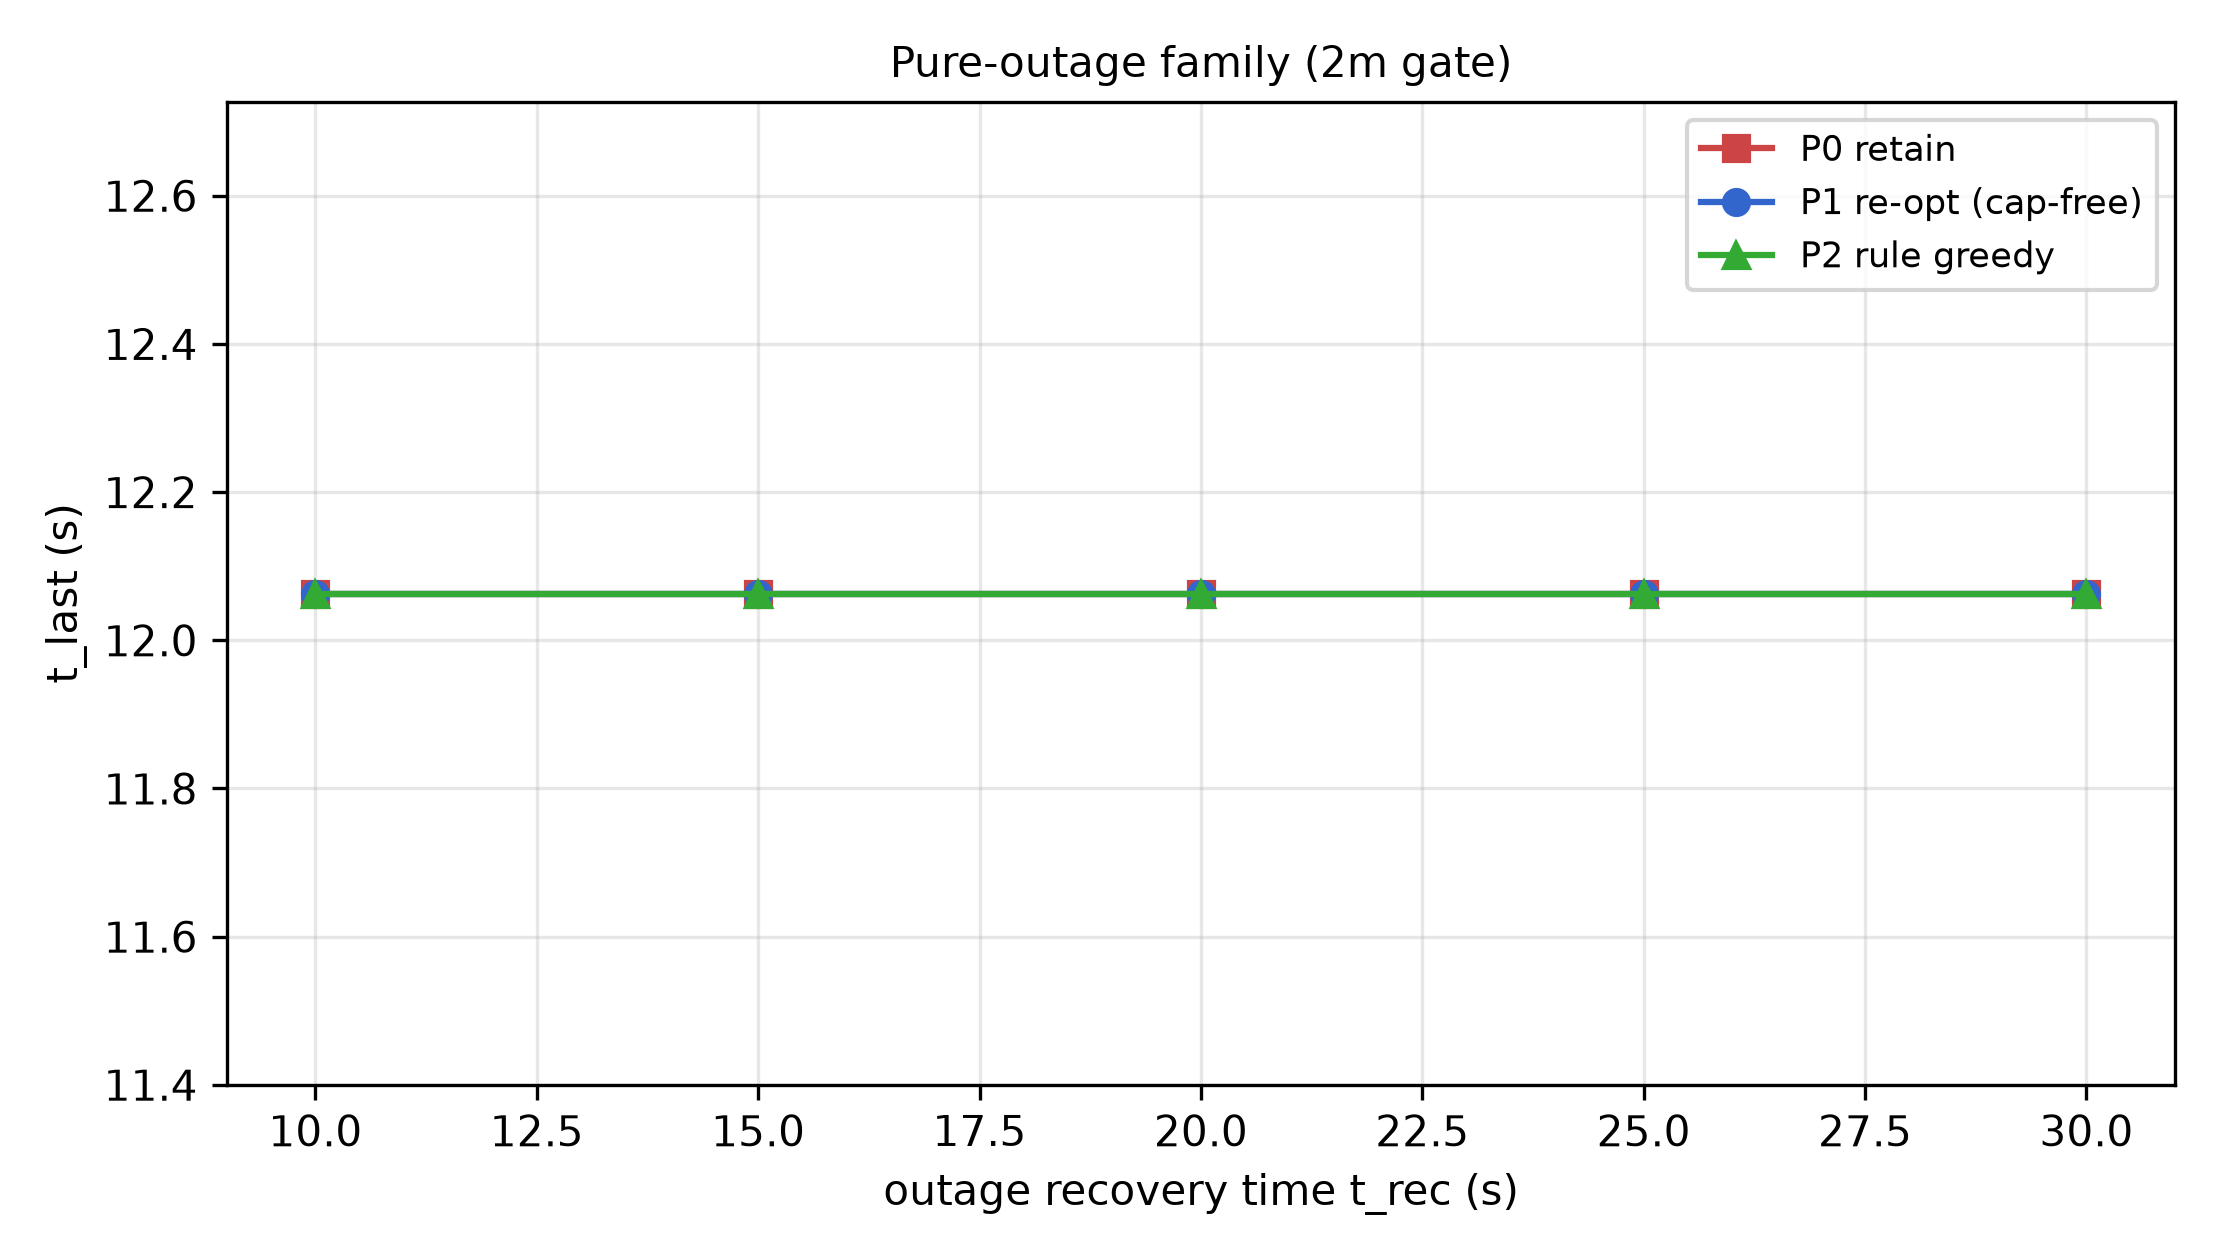 Pure-outage family (2m gate)
P0 retain
P1 re-opt (cap-free)
P2 rule greedy
t_last (s)
12.6
12.4
12.2
12.0
11.8
11.6
11.4
10.0 12.5 15.0 17.5 20.0 22.5 25.0 27.5 30.0
outage recovery time t_rec (s)